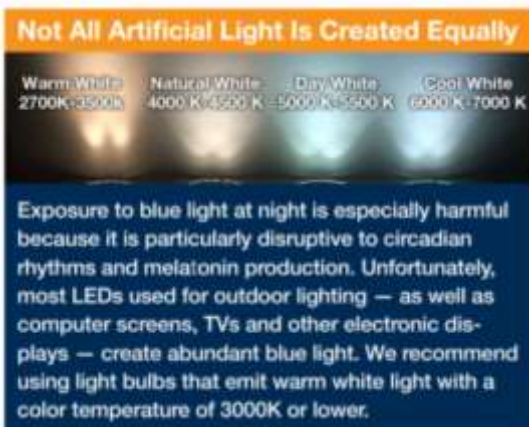 Not All Artificial Light Is Created Equally
Warm White Natural White Day White Cool White
2700K-3500k 4000 K-4500 K 5000 K-5500 K 6000 K-7000 K
Exposure to blue light at night is especially harmful
because it is particularly disruptive to circadian
rhythms and melatonin production. Unfortunately,
most LEDs used for outdoor lighting — as well as
computer screens, TVs and other electronic dis-
plays — create abundant blue light. We recommend
using light bulbs that emit warm white light with a
color temperature of 3000K or lower.